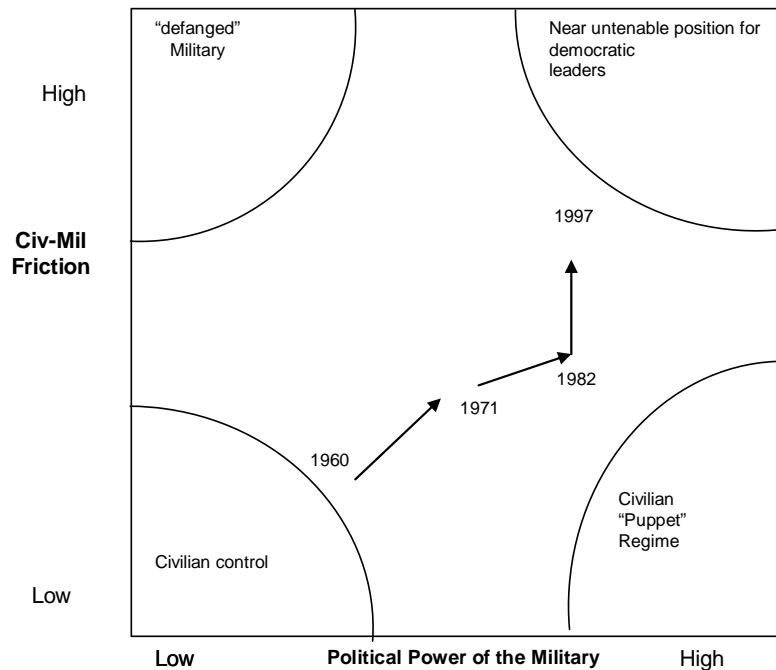 “defanged”
Military
Near untenable position for
democratic
leaders
High
1997
Civ-Mil
Friction
1982
1971
1960
Civilian
“Puppet”
Regime
Civilian control
Low
Low
Political Power of the Military
High